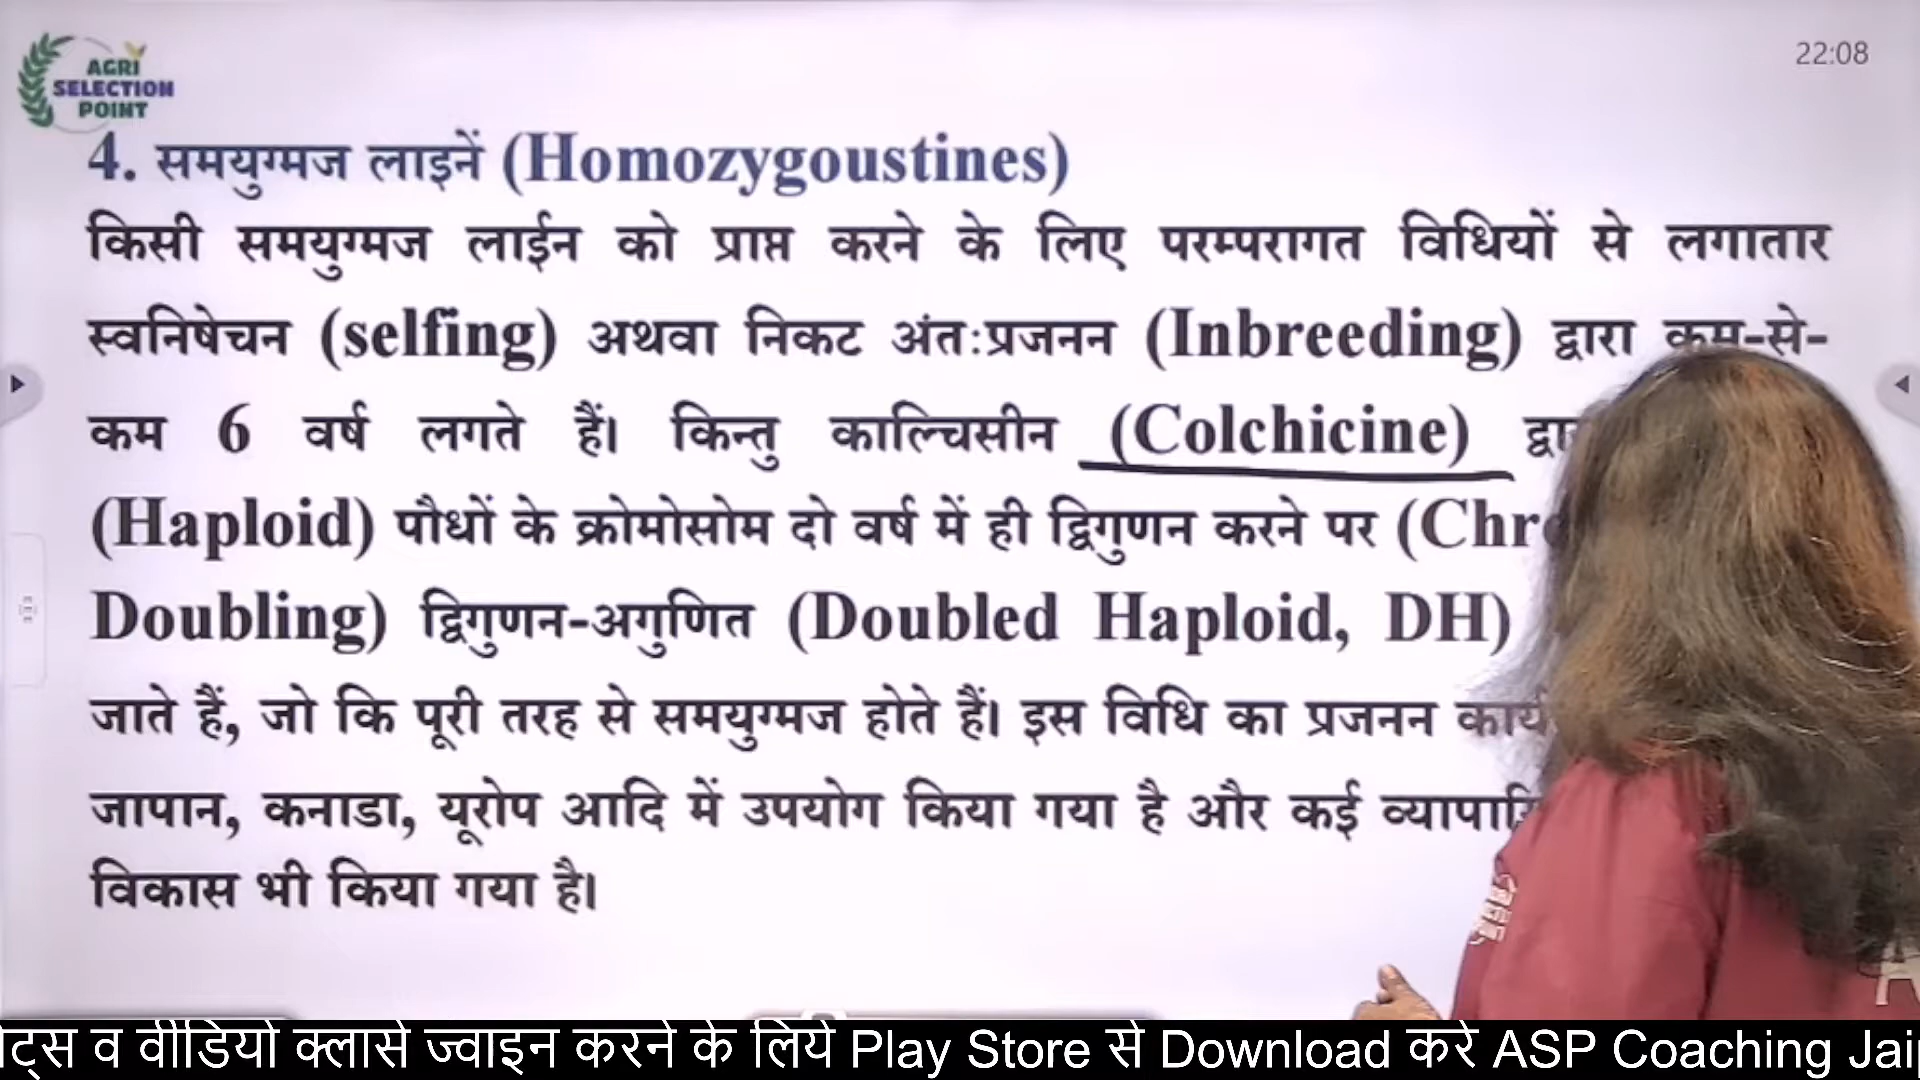 AGRI
SELECTION
POINT
22:08
4. समयुग्मज लाइनें (Homozygoustines)
किसी समयुग्मज लाईन को प्राप्त करने के लिए परम्परागत विधियों से लगातार
स्वनिषेचन (selfing) अथवा निकट अंतःप्रजनन (Inbreeding) द्वारा कम-से-
कम 6 वर्ष लगते हैं। किन्तु काल्चिसीन (Colchicine)
(Haploid) पौधों के क्रोमोसोम दो वर्ष में ही द्विगुणन करने पर
Doubling) द्विगुणन-अगुणित (Doubled Haploid, DH)
जाते हैं, जो कि पूरी तरह से समयुग्मज होते हैं। इस विधि का प्रजनन
जापान, कनाडा, यूरोप आदि में उपयोग किया गया है और कई
विकास भी किया गया है।
व वीडियो क्लासे ज्वाइन करने के लिये Play Store से Download करे ASP Coaching